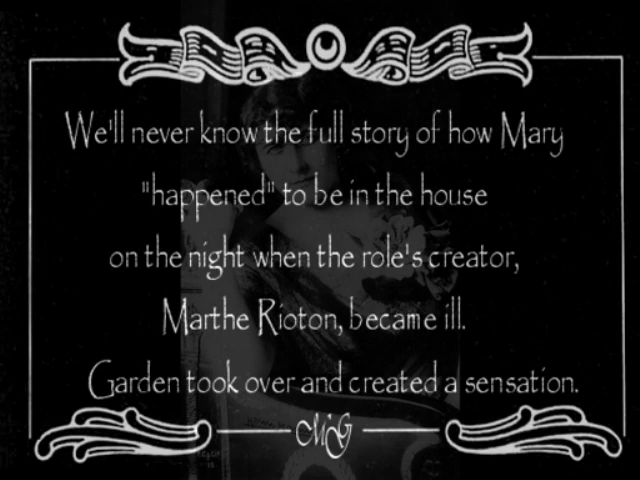 We'll never know the full story of how Mary
"happened" to be in the house
on the night when the role's creator,
Marthe Rioton, became ill.
Garden took over and created a sensation.
MG